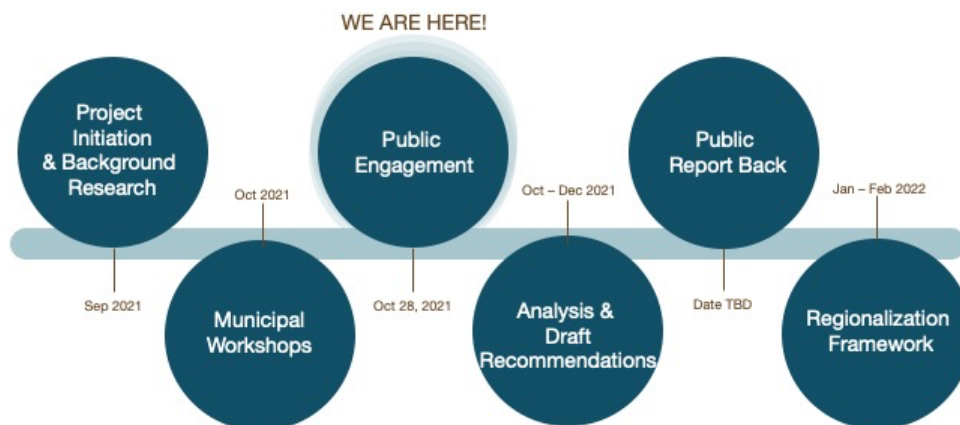 WE ARE HERE!
Project
Initiation
& Background
Research
Sep 2021
Oct 2021
Municipal
Workshops
Public
Engagement
Oct 28, 2021
Oct – Dec 2021
Analysis &
Draft
Recommendations
Public
Report Back
Date TBD
Jan – Feb 2022
Regionalization
Framework